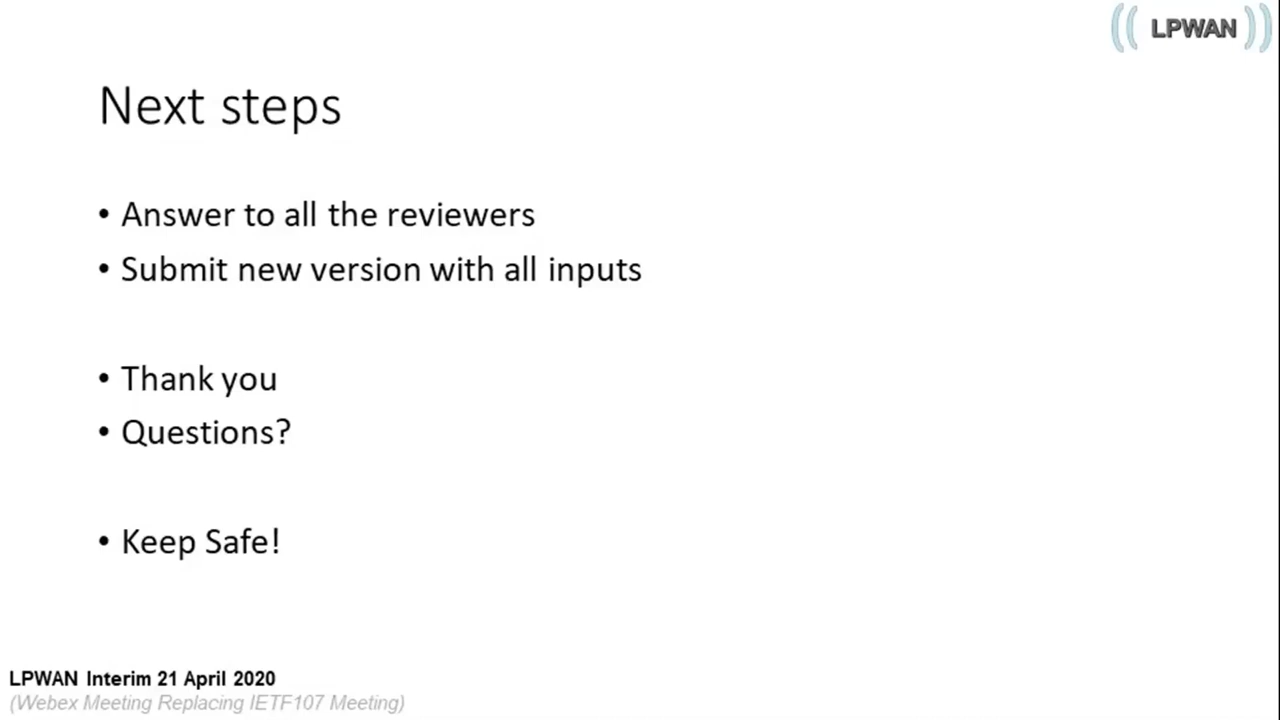 LPWAN
Next steps
• Answer to all the reviewers
• Submit new version with all inputs
• Thank you
• Questions?
• Keep Safe!
LPWAN Interim 21 April 2020
(Webex Meeting Replacing IETF107 Meeting)